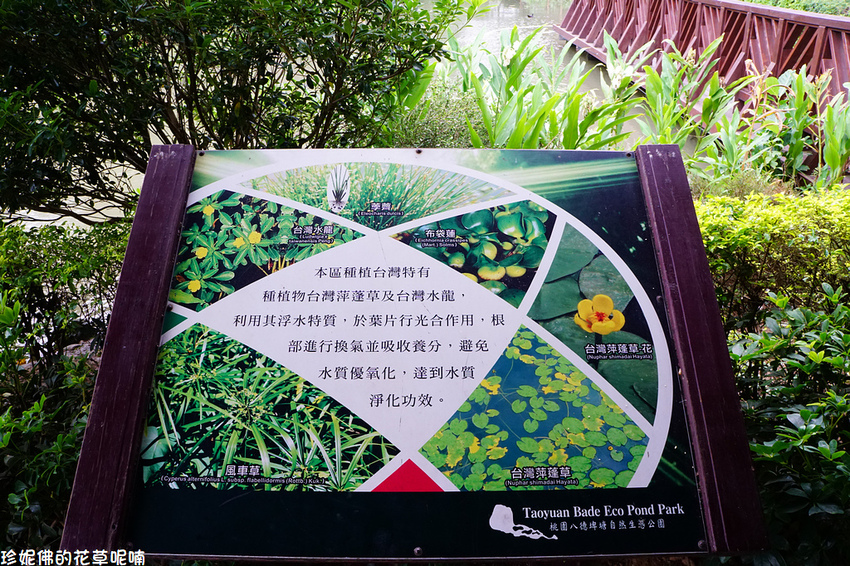 荸薺
(Eleocharis dulcis)
台灣水龍
(Ludwigia x
taiwanensis Peng)
布袋蓮
(Eichhornia crassipes
(Mart.) Solms)
本區種植台灣特有
種植物台灣萍蓬草及台灣水龍，
利用其浮水特質，於葉片行光合作用，根
部進行換氣並吸收養分，避免
水質優氧化，達到水質
淨化功效。
台灣萍蓬草-花
(Nuphar shimadai Hayata)
風車草
(Cyperus alternifolius L. subsp. flabelliformis (Rottb.) Kuk.)
台灣萍蓬草
(Nuphar shimadai Hayata)
Taoyuan Bade Eco Pond Park
桃園八德埤塘自然生態公園
珍妮佛的花草呢喃